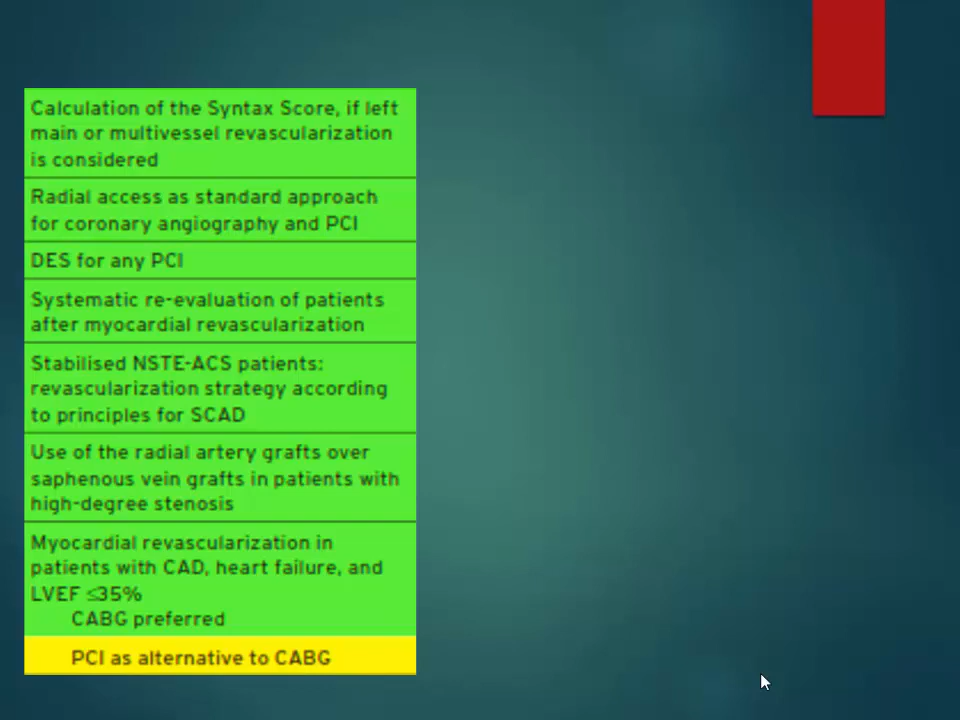 Calculation of the Syntax Score, if left
main or multivessel revascularization
is considered
Radial access as standard approach
for coronary angiography and PCI
DES for any PCI
Systematic re-evaluation of patients
after myocardial revascularization
Stabilised NSTE-ACS patients:
revascularization strategy according
to principles for SCAD
Use of the radial artery grafts over
saphenous vein grafts in patients with
high-degree stenosis
Myocardial revascularization in
patients with CAD, heart failure, and
LVEF ≤35%
CABG preferred
PCI as alternative to CABG